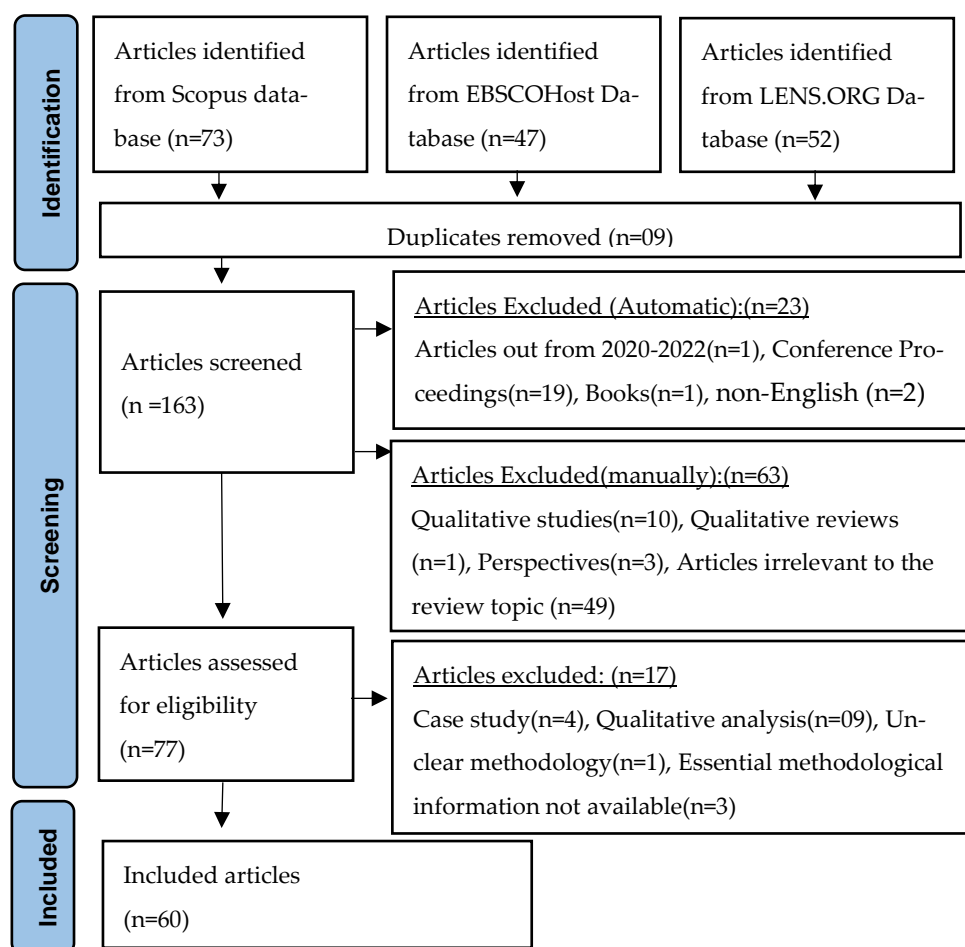 Identification
Articles identified
from Scopus data-
base (n=73)
Articles identified
from EBSCOHost Da-
tabase (n=47)
Articles identified
from LENS.ORG Da-
tabase (n=52)
Duplicates removed (n=09)
Screening
Articles screened
(n =163)
Articles Excluded (Automatic):(n=23)
Articles out from 2020-2022(n=1), Conference Pro-
ceedings(n=19), Books(n=1), non-English (n=2)
Articles Excluded(manually):(n=63)
Qualitative studies(n=10), Qualitative reviews
(n=1), Perspectives(n=3), Articles irrelevant to the
review topic (n=49)
Articles assessed
for eligibility
(n=77)
Articles excluded: (n=17)
Case study(n=4), Qualitative analysis(n=09), Un-
clear methodology(n=1), Essential methodological
information not available(n=3)
Included
Included articles
(n=60)